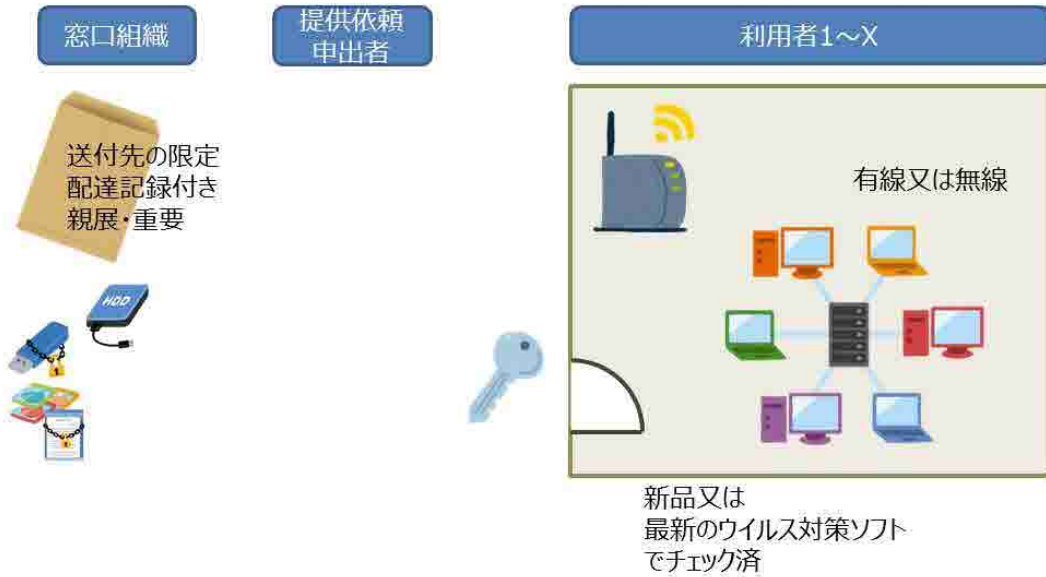 窓口組織
提供依頼
申出者
利用者1~X
送付先の限定
配達記録付き
親展・重要
HDD
有線又は無線
新品又は
最新のウイルス対策ソフト
でチェック済